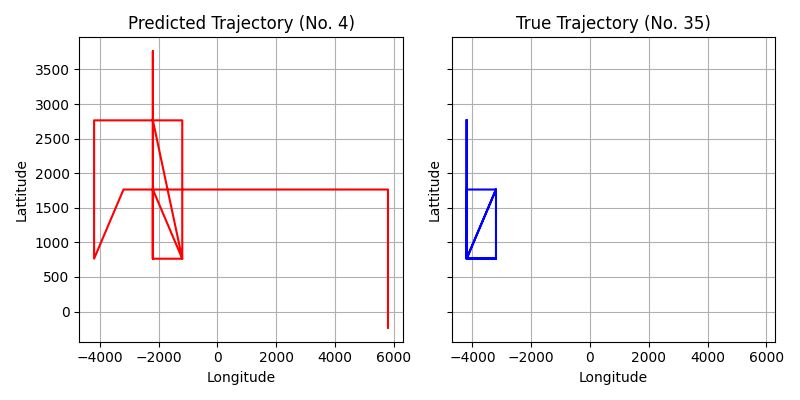 Predicted Trajectory (No. 4)
True Trajectory (No. 35)
Lattitude
3500
3000
2500
2000
1500
1000
500
0
−4000 −2000 0 2000 4000 6000
Longitude
Lattitude
−4000 −2000 0 2000 4000 6000
Longitude